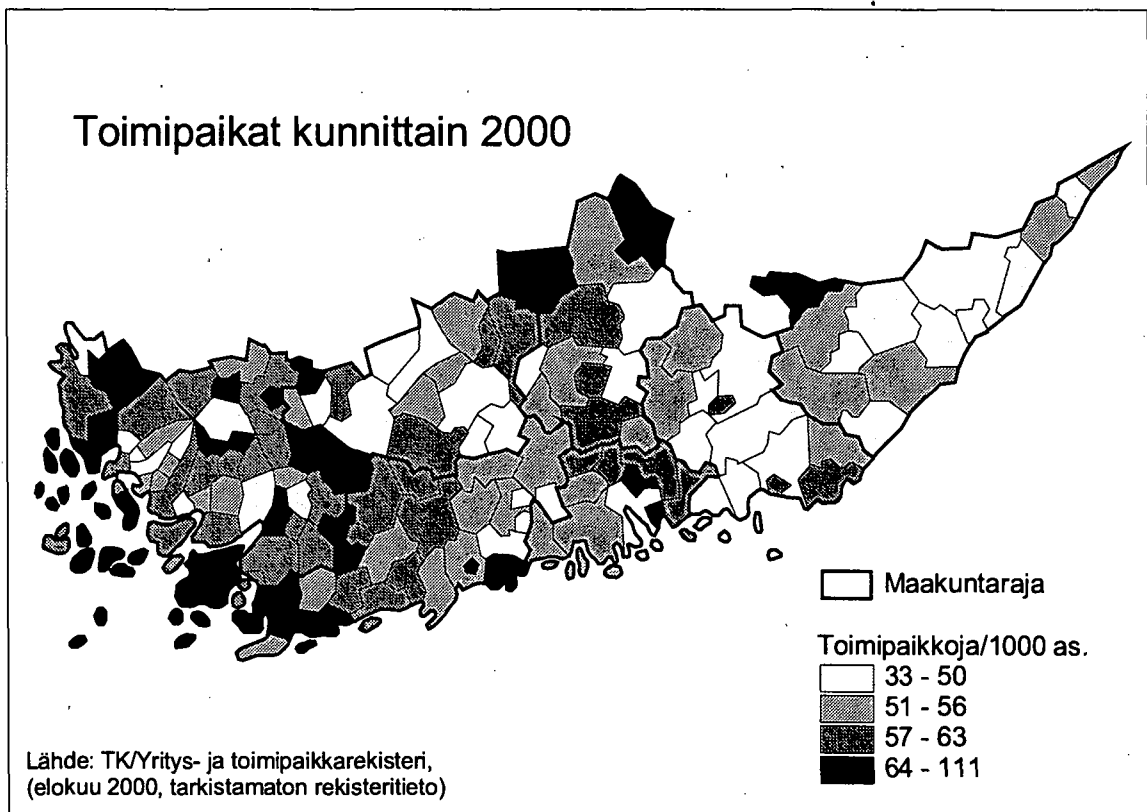 Toimipaikat kunnittain 2000
Maakuntaraja
Toimipaikkoja/1000 as.
33 - 50
51 - 56
57 - 63
64 - 111
Lähde: TK/Yritys- ja toimipaikkarekisteri,
(elokuu 2000, tarkistamaton rekisteritieto)